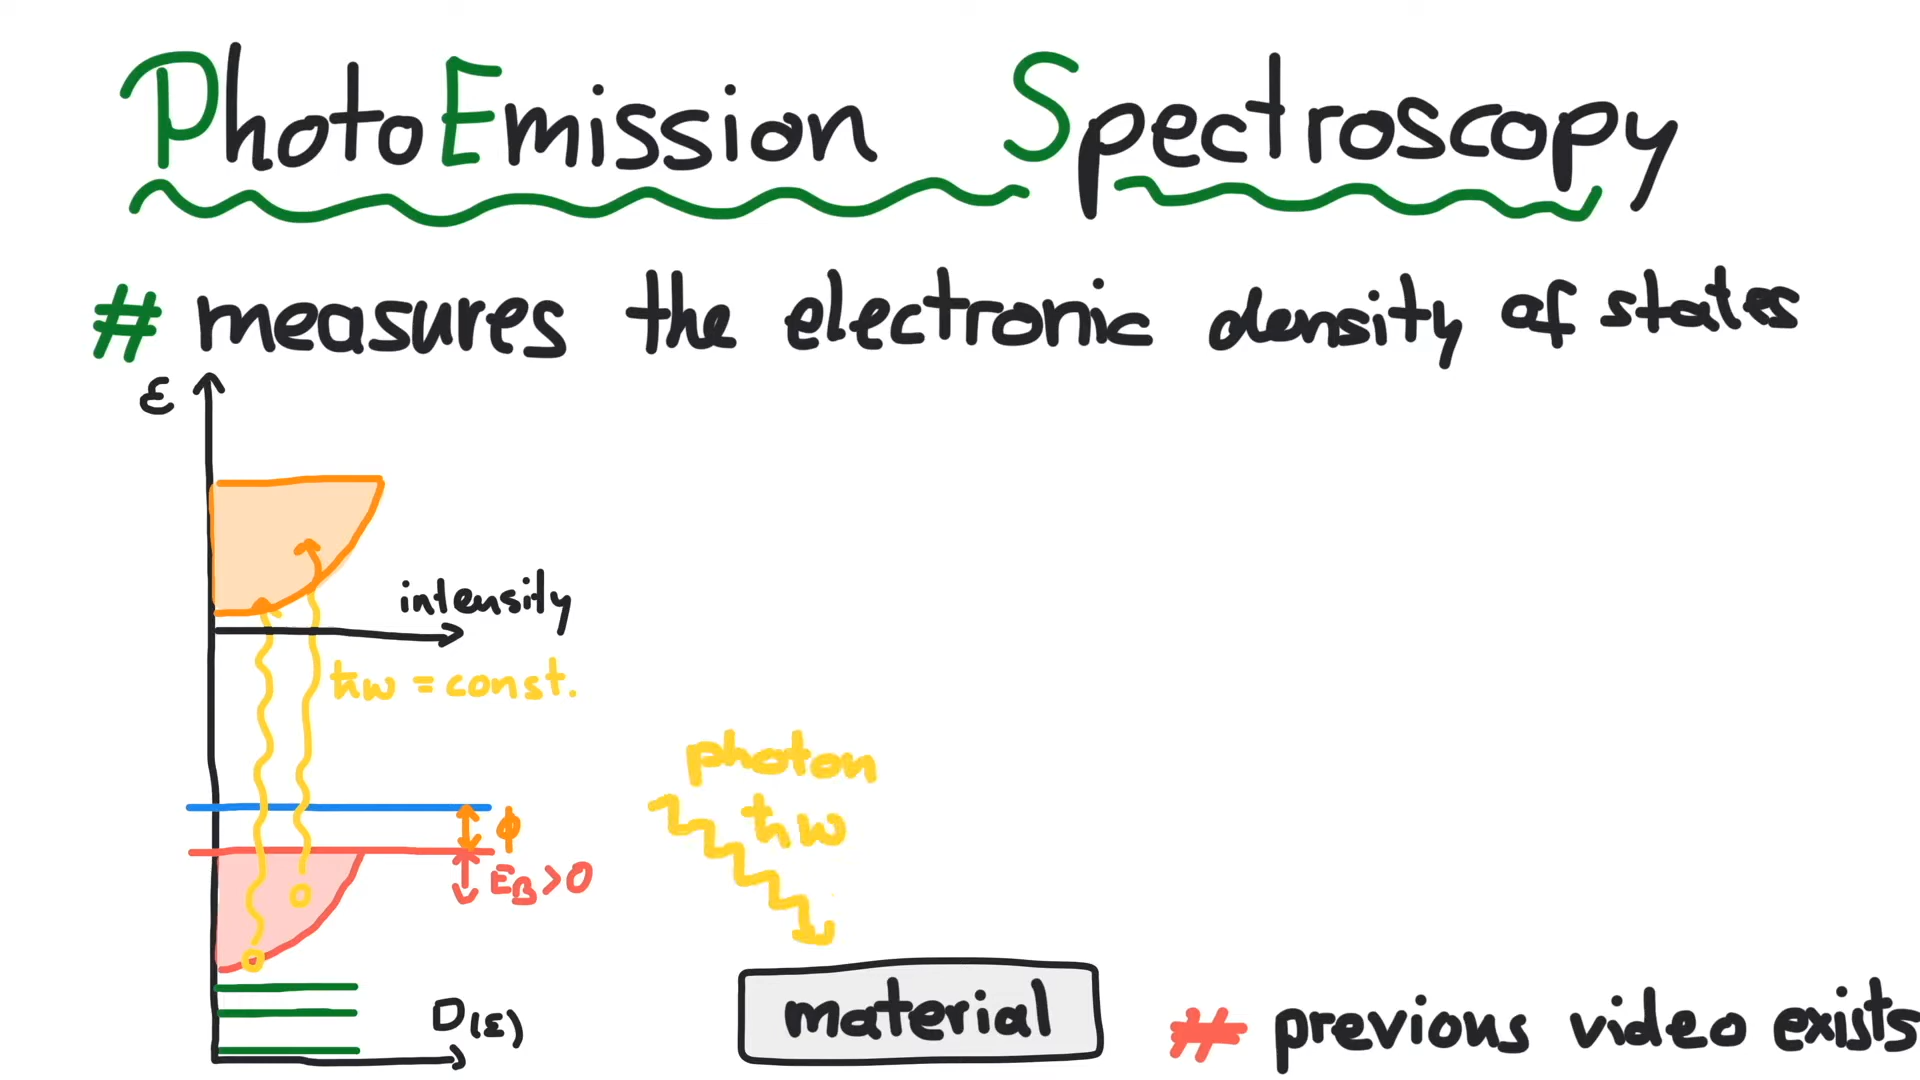 PhotoEmission Spectroscopy
# measures the electronic density of states
ε
intensity
ħω = const.
photon
ħω
ϕ
E_B > 0
D(ε)
material
# previous video exists